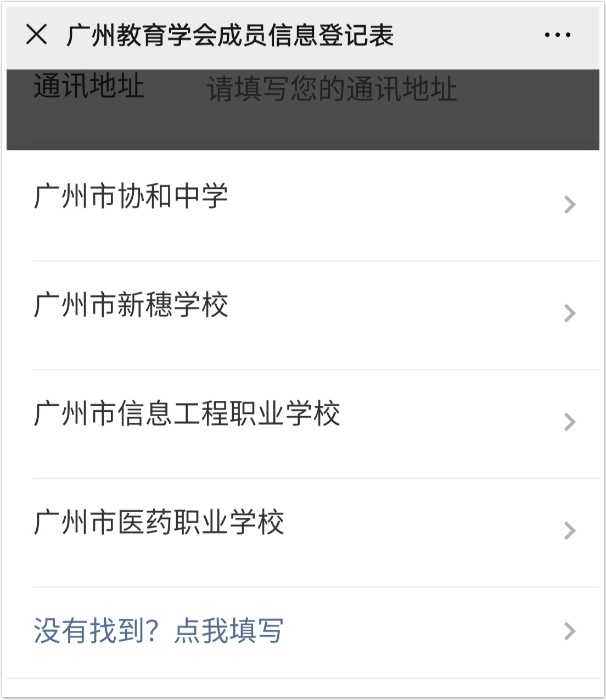 广州教育学会成员信息登记表
通讯地址 请填写您的通讯地址
广州市协和中学
广州市新穗学校
广州市信息工程职业学校
广州市医药职业学校
没有找到？点我填写